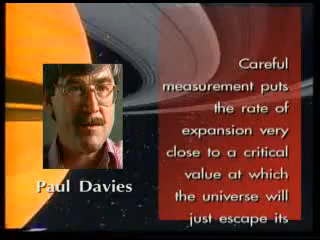 Careful
measurement puts
the rate of
expansion very
close to a critical
value at which
the universe will
just escape its
Paul Davies